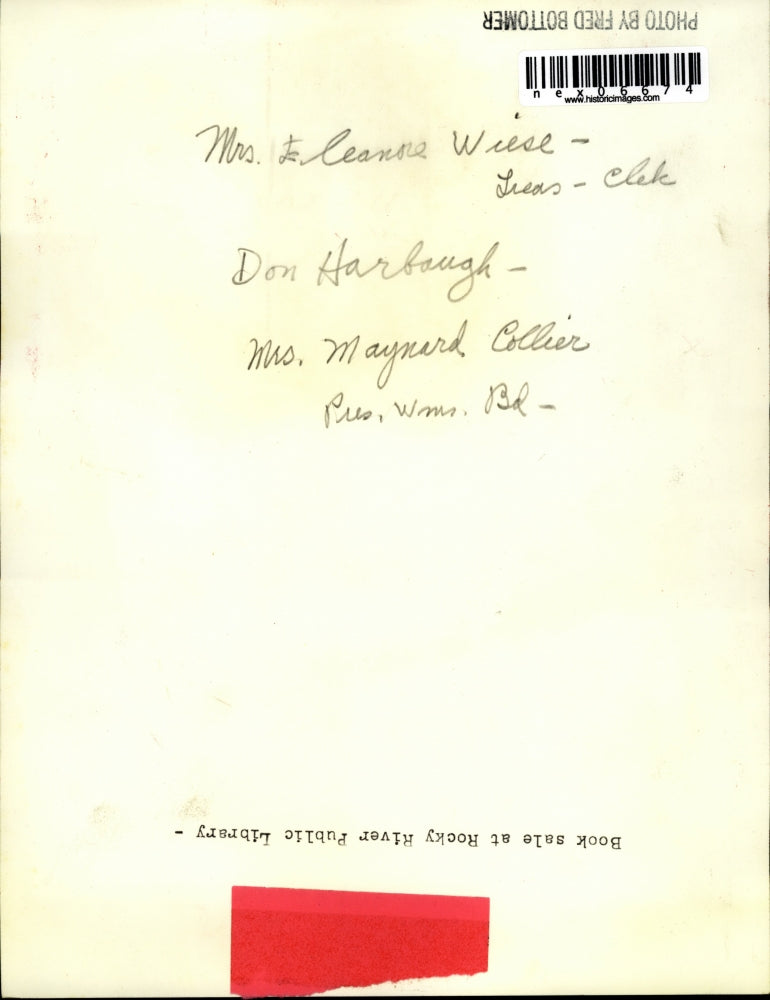 PHOTO BY FRED BOTTOMER
nex06674
www.historicimages.com
Mrs. Eleanore Wiese -
Treas - Clek
Don Harbaugh -
Mrs. Maynard Collier
Pres. Wms. Bd -
Book sale at Rocky River Public Library -